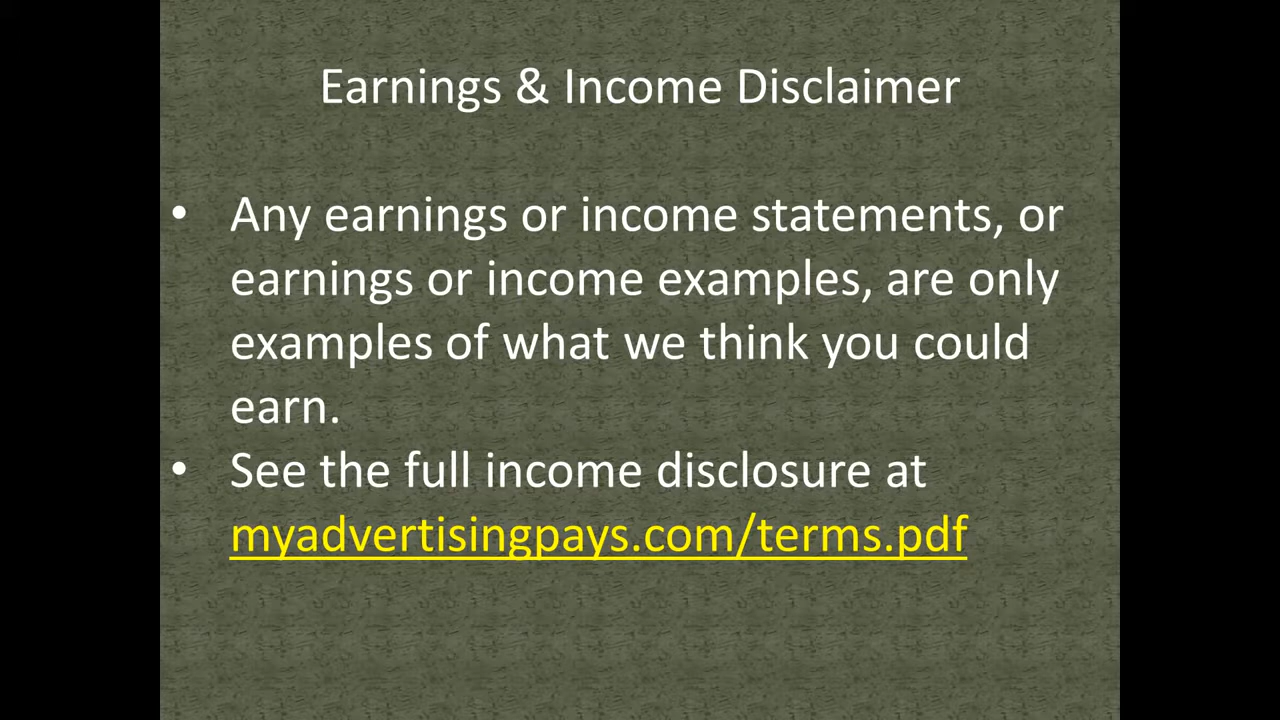 Earnings & Income Disclaimer
• Any earnings or income statements, or
earnings or income examples, are only
examples of what we think you could
earn.
• See the full income disclosure at
myadvertisingpays.com/terms.pdf